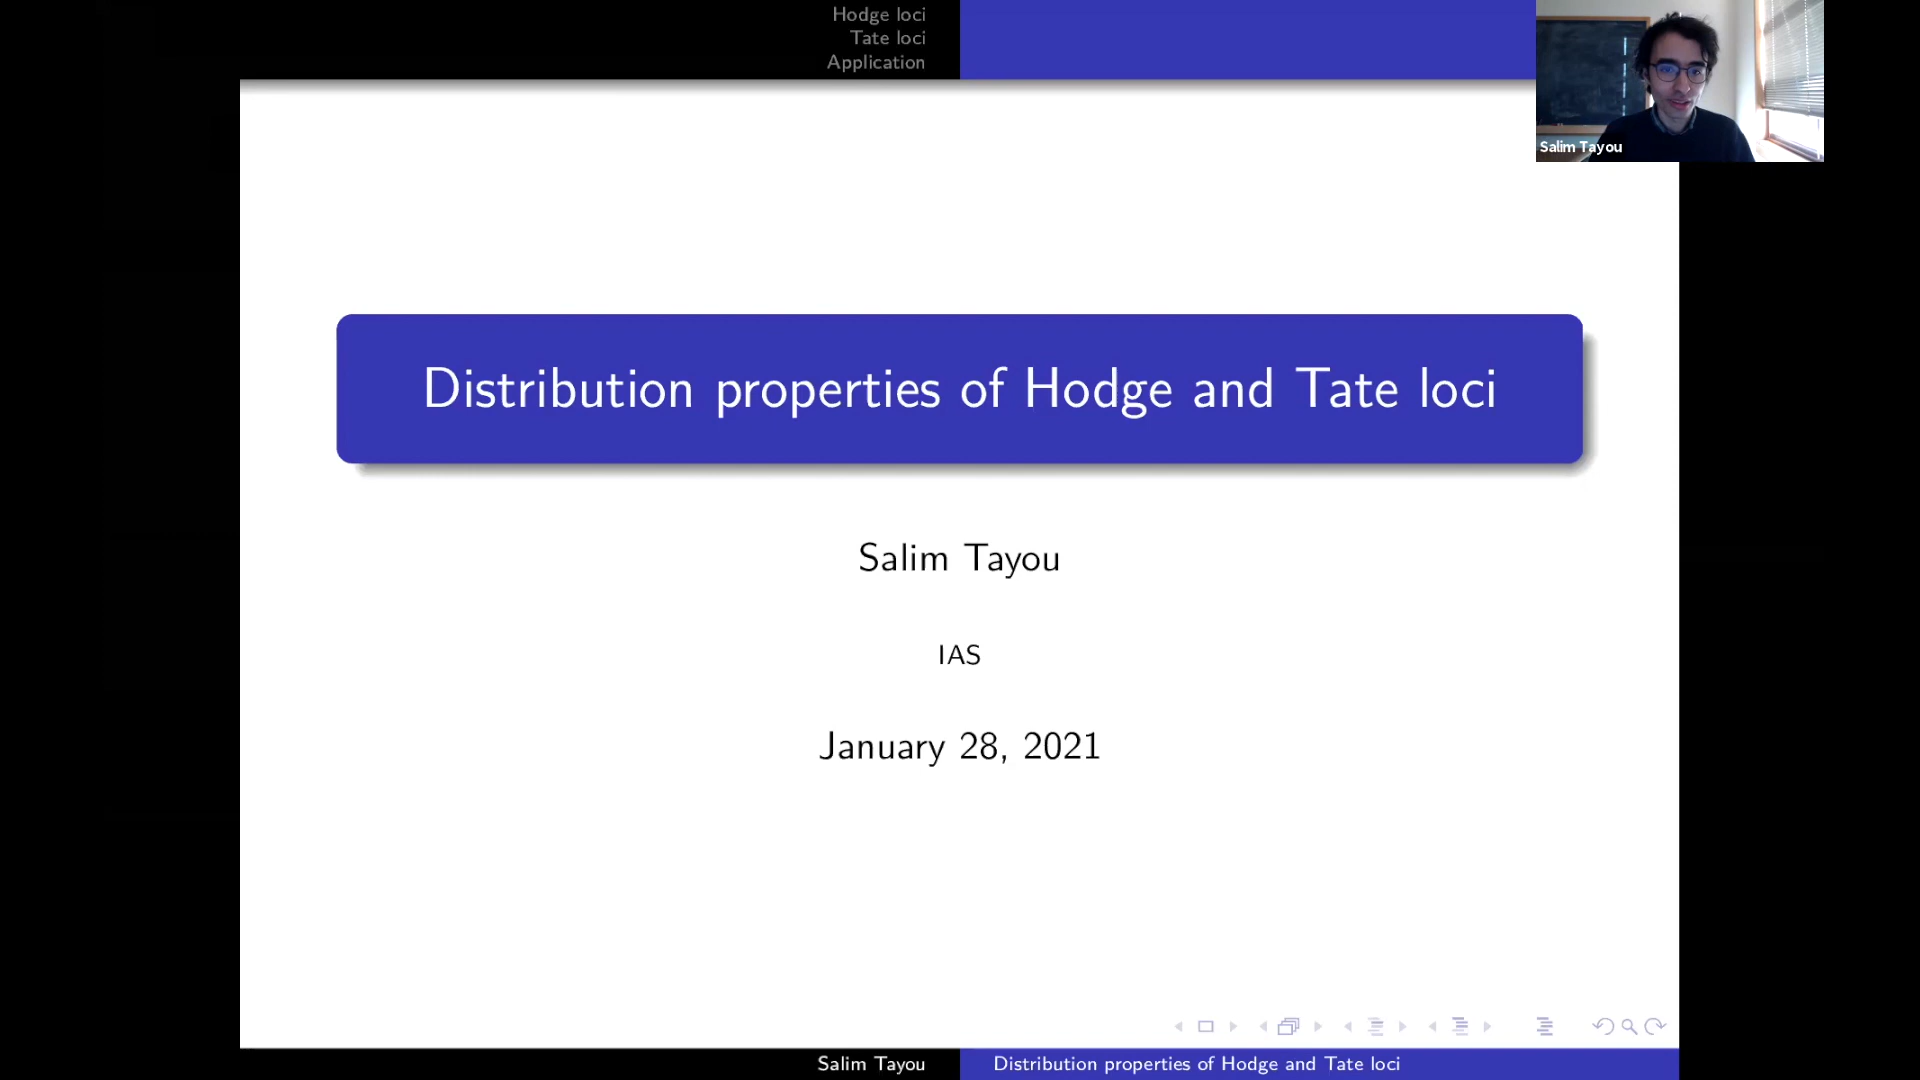 Hodge loci
Tate loci
Application
Salim Tayou
Distribution properties of Hodge and Tate loci
Salim Tayou
IAS
January 28, 2021
Salim Tayou
Distribution properties of Hodge and Tate loci